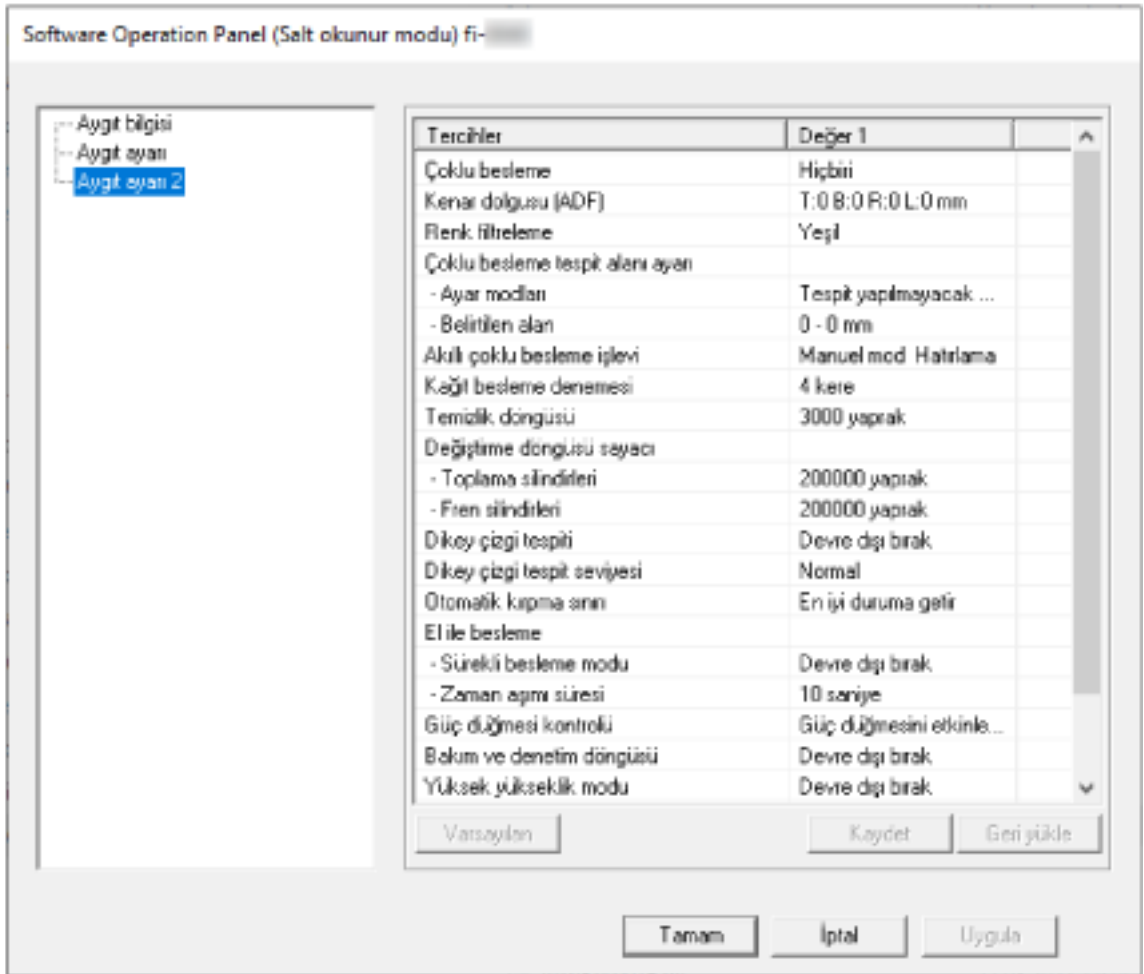 Software Operation Panel (Salt okunur modu) fi-
Aygıt bilgisi
Aygıt ayarı
Aygıt ayarı 2
Tercihler Değer 1
Çoklu besleme Hiçbiri
Kenar dolgusu (ADF) T:0 B:0 R:0 L:0 mm
Renk filtreleme Yeşil
Çoklu besleme tespit alanı ayarı
- Ayar modları Tespit yapılmayacak ...
- Belirtilen alan 0 - 0 mm
Akıllı çoklu besleme işlevi Manuel mod Hatırlama
Kağıt besleme denemesi 4 kere
Temizlik döngüsü 3000 yaprak
Değiştirme döngüsü sayacı
- Toplama silindirleri 200000 yaprak
- Fren silindirleri 200000 yaprak
Dikey çizgi tespiti Devre dışı bırak
Dikey çizgi tespit seviyesi Normal
Otomatik kırpma sınırı En iyi duruma getir
El ile besleme
- Sürekli besleme modu Devre dışı bırak
- Zaman aşımı süresi 10 saniye
Güç düğmesi kontrolü Güç düğmesini etkinle...
Bakım ve denetim döngüsü Devre dışı bırak
Yüksek yükseklik modu Devre dışı bırak
Varsayılan Kaydet Geri yükle
Tamam İptal Uygula